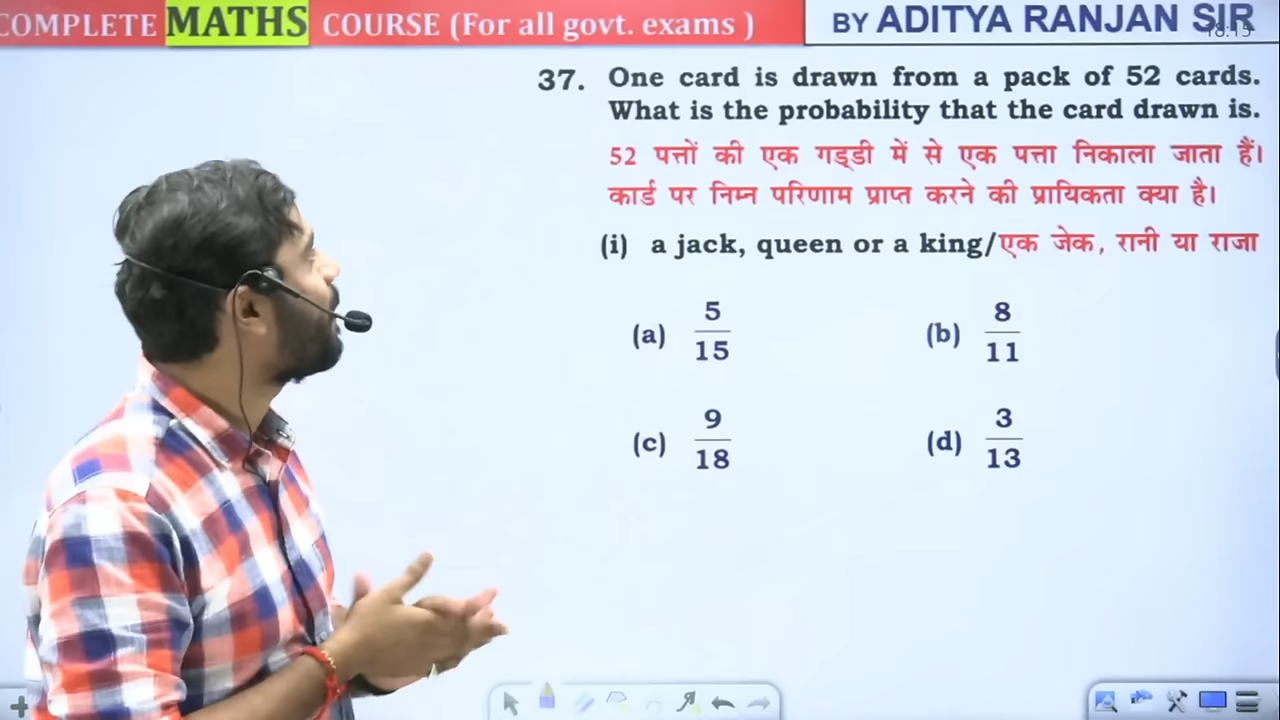 COMPLETE MATHS COURSE (For all govt. exams )
BY ADITYA RANJAN SIR
18:15
37. One card is drawn from a pack of 52 cards.
What is the probability that the card drawn is.
52 पत्तों की एक गड्डी में से एक पत्ता निकाला जाता हैं।
कार्ड पर निम्न परिणाम प्राप्त करने की प्रायिकता क्या है।
(i) a jack, queen or a king/एक जेक, रानी या राजा
(a) 5/15 (b) 8/11
(c) 9/18 (d) 3/13